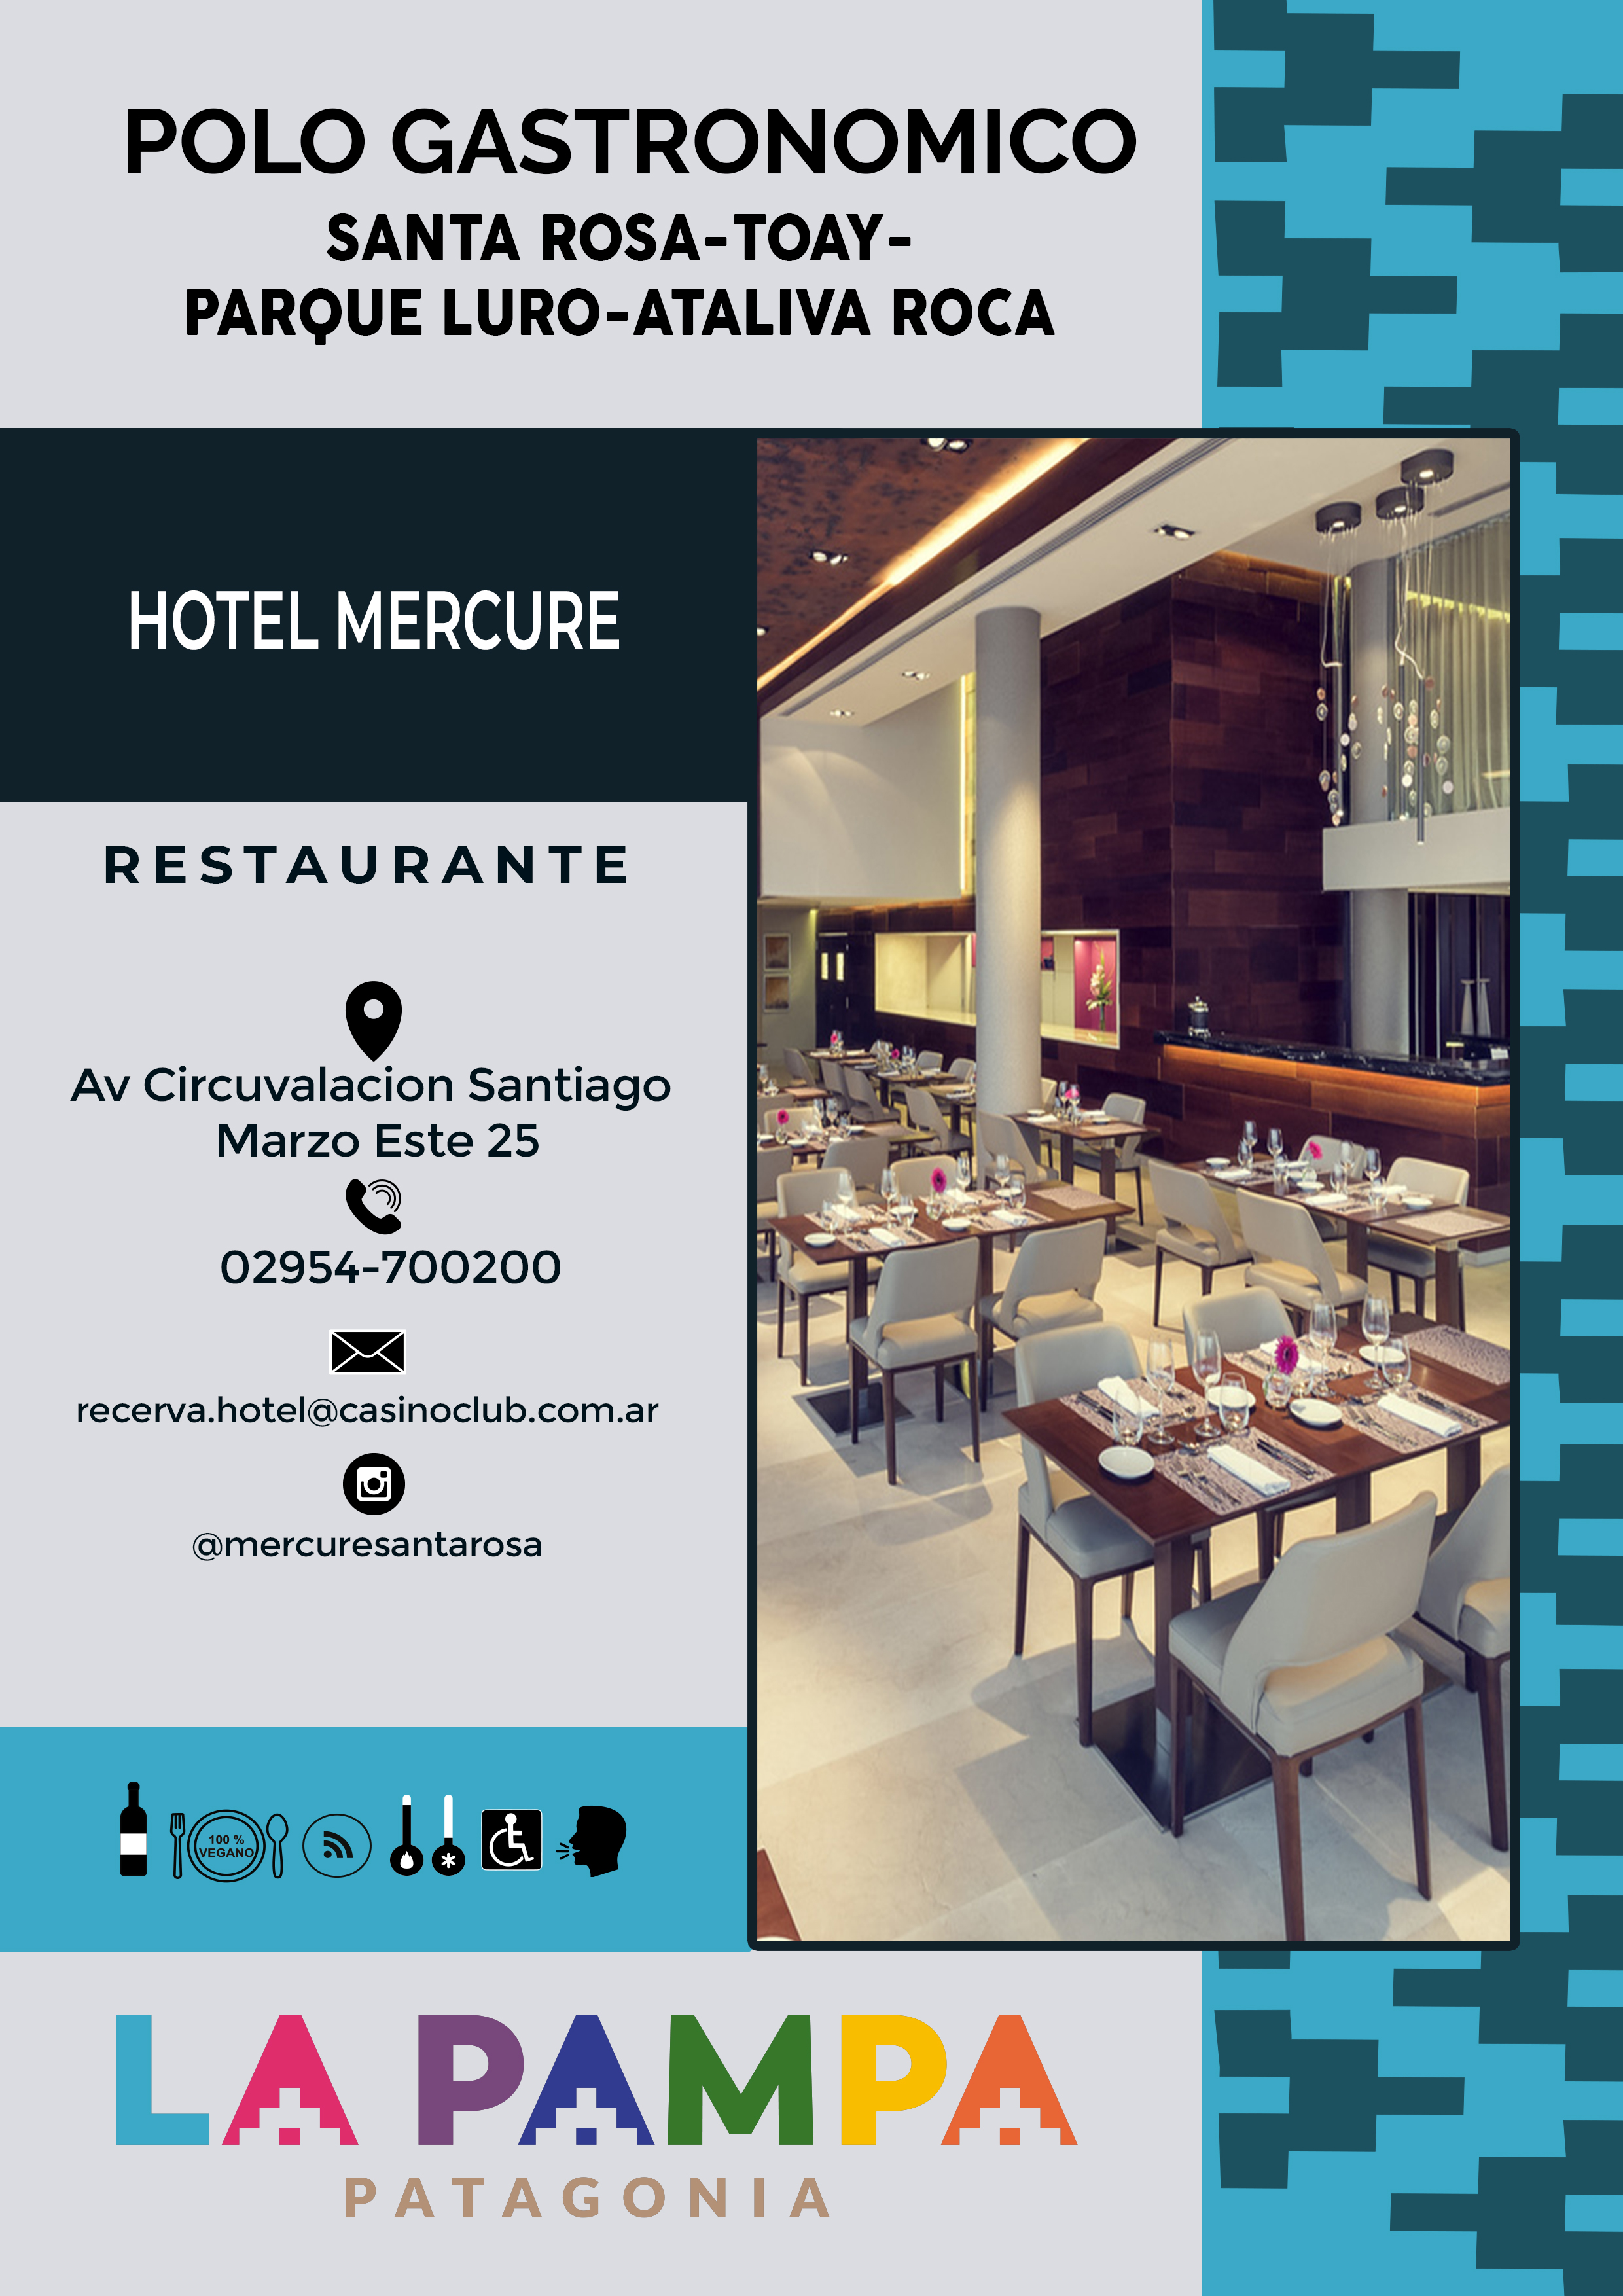 POLO GASTRONOMICO
SANTA ROSA-TOAY-
PARQUE LURO-ATALIVA ROCA
HOTEL MERCURE
RESTAURANTE
Av Circuvalacion Santiago
Marzo Este 25
02954-700200
recerva.hotel@casinoclub.com.ar
@mercuresantarosa
100 %
VEGANO
LA PAMPA
PATAGONIA